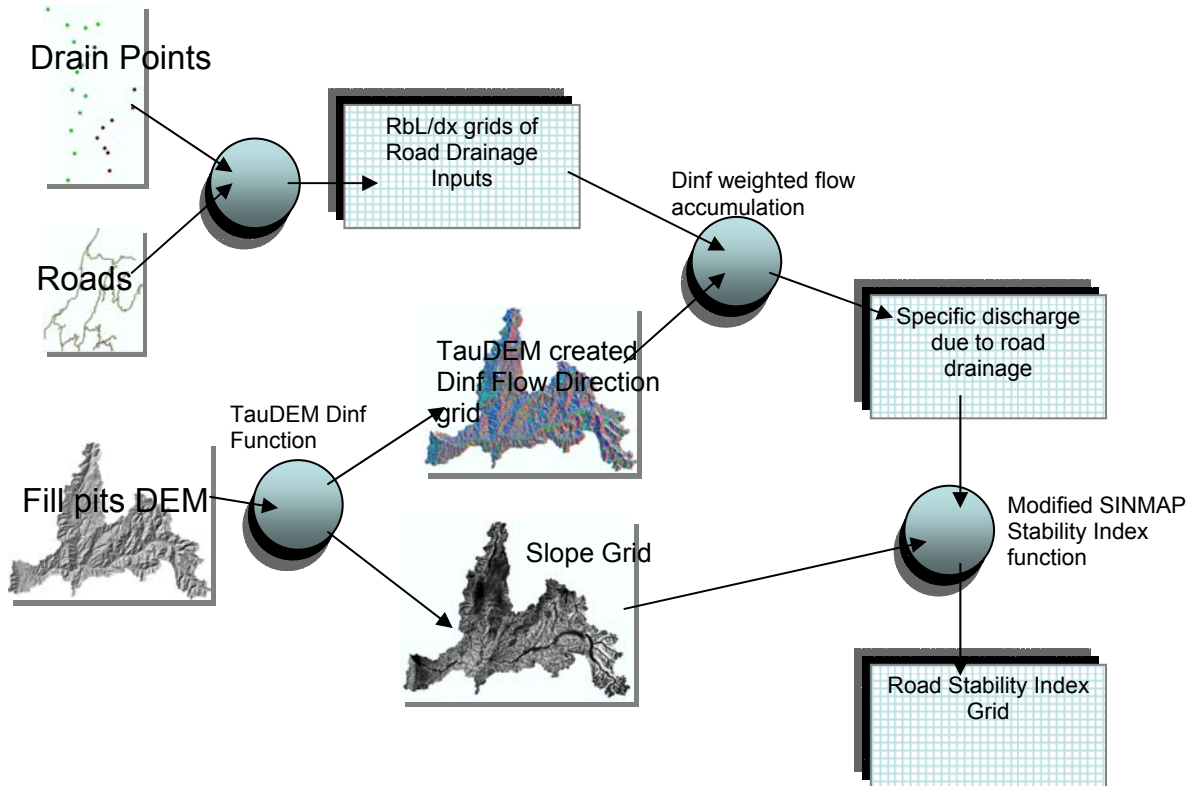 Drain Points
RbL/dx grids of
Road Drainage
Inputs
Dinf weighted flow
accumulation
Roads
Specific discharge
due to road
drainage
TauDEM created
Dinf Flow Direction
grid
TauDEM Dinf
Function
Fill pits DEM
Modified SINMAP
Stability Index
function
Slope Grid
Road Stability Index
Grid